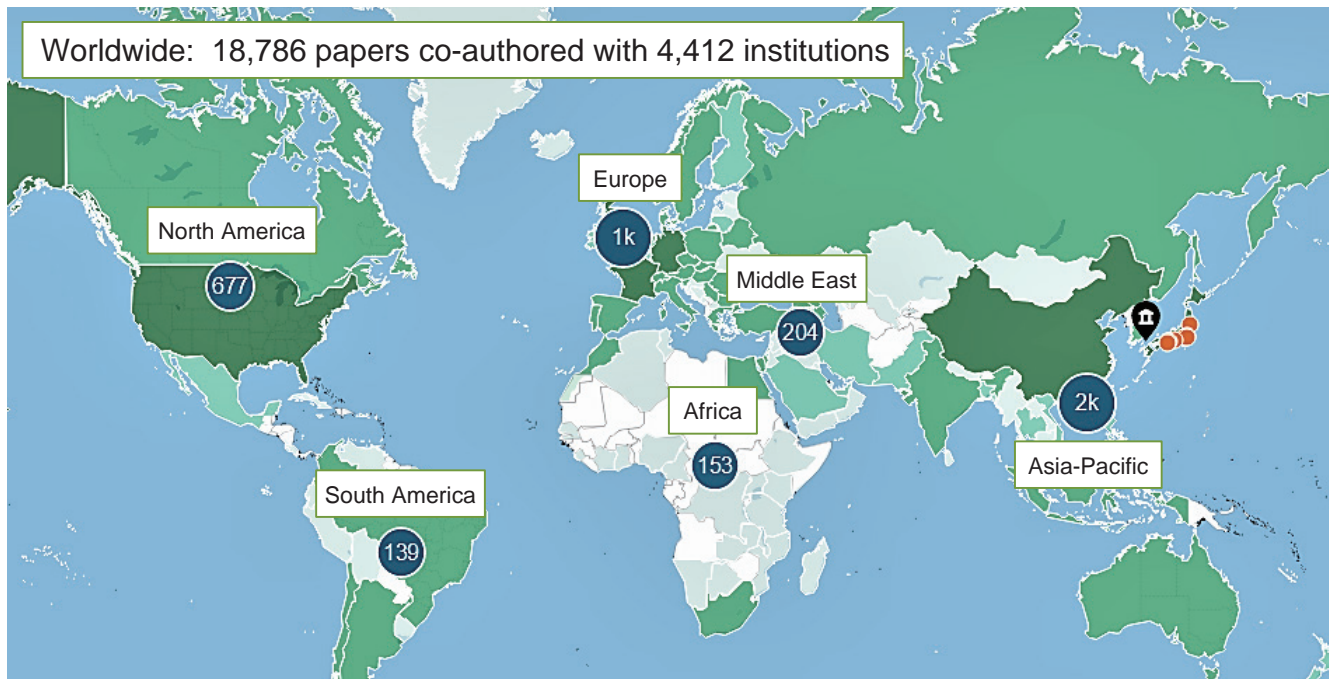 Worldwide: 18,786 papers co-authored with 4,412 institutions
Europe
1k
North America
677
Middle East
204
Africa
153
2k
Asia-Pacific
South America
139